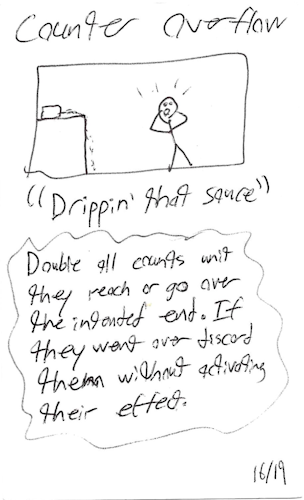 Counter Overflow
"Drippin' that sauce"
Double all counts until
they reach or go over
the intended end. If
they went over discard
them without activating
their effect.
16/19